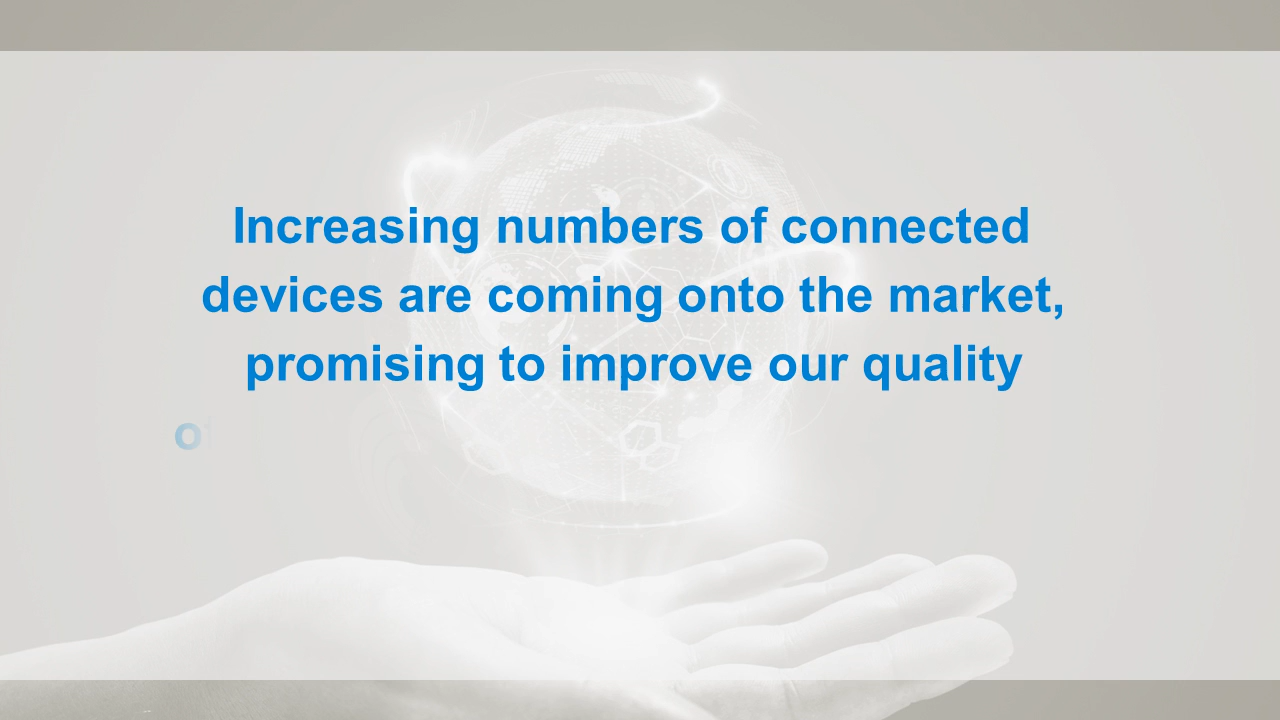 Increasing numbers of connected
devices are coming onto the market,
promising to improve our quality